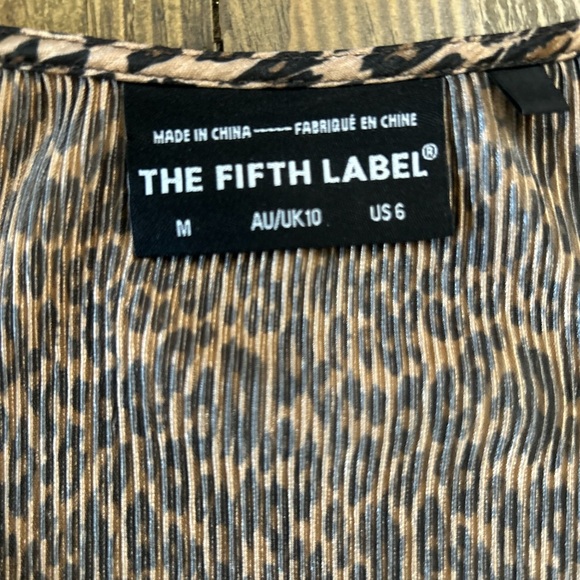 MADE IN CHINA ------ FABRIQUÉ EN CHINE
THE FIFTH LABEL®
M AU/UK10 US 6